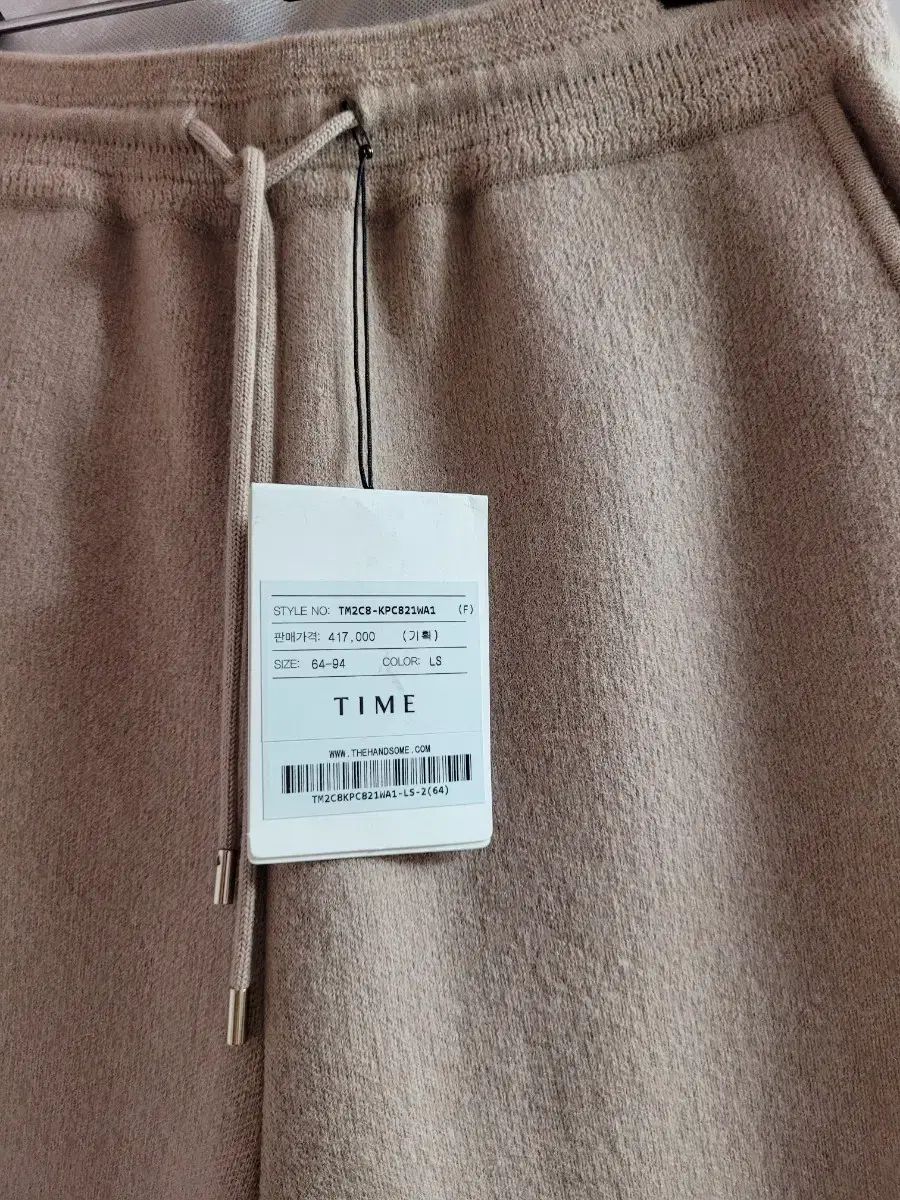 STYLE NO: TM2C8-KPC821WA1 (F)
판매가격: 417,000 (기획)
SIZE: 64-94 COLOR: LS
TIME
WWW.THEHANDSOME.COM
TM2C8KPC821WA1-LS-2(64)